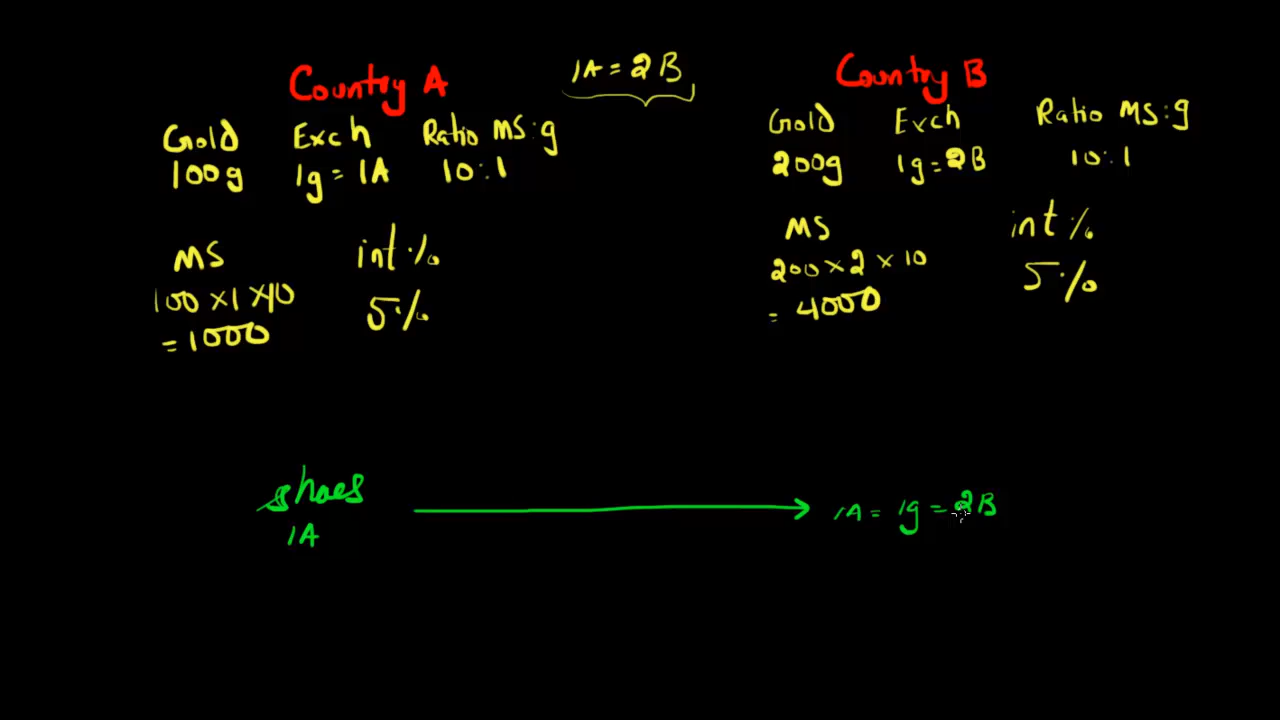 Country A
1A = 2B
Country B
Gold Exch Ratio MS:g
100g 1g = 1A 10:1
Gold Exch Ratio MS:g
200g 1g = 2B 10:1
MS int %
100 × 1 × 10 5%
= 1000
MS int %
200 × 2 × 10 5%
= 4000
shoes
1A
1A = 1g = 2B